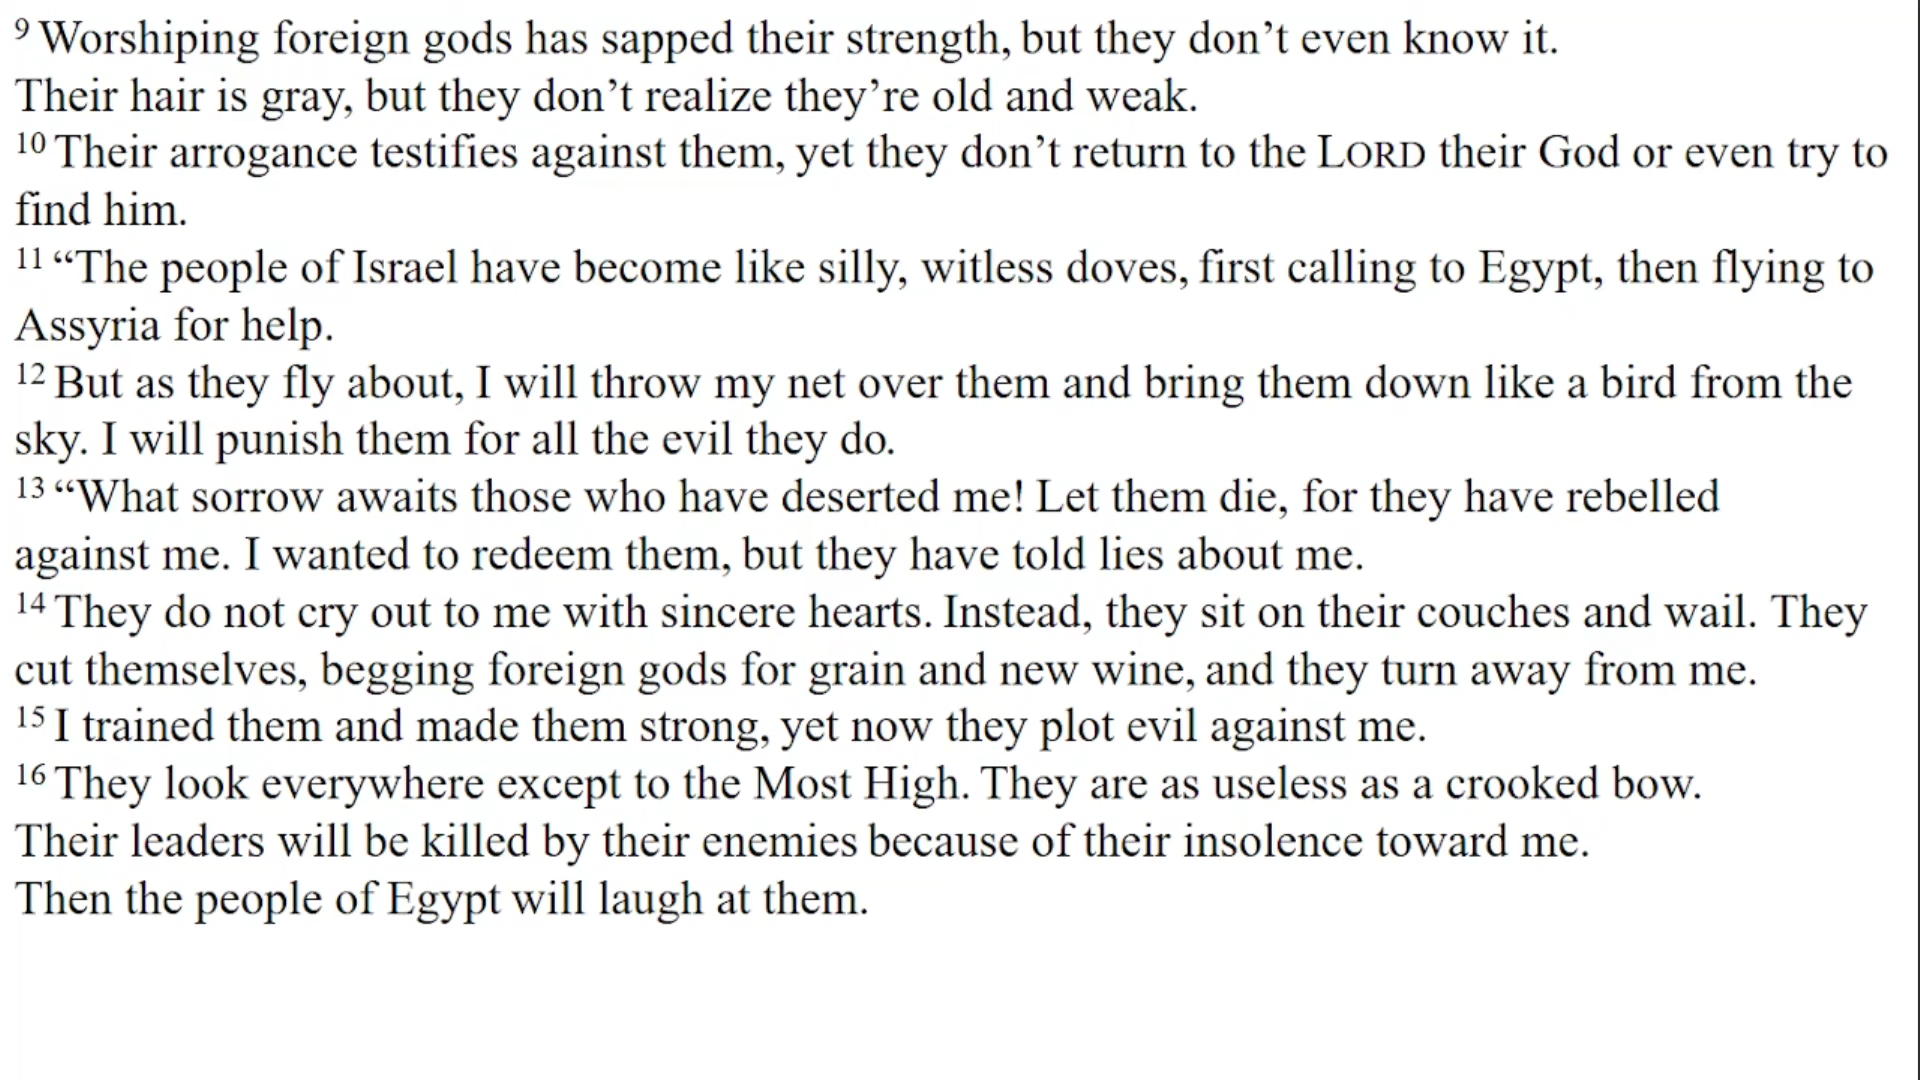 9 Worshiping foreign gods has sapped their strength, but they don’t even know it.
Their hair is gray, but they don’t realize they’re old and weak.
10 Their arrogance testifies against them, yet they don’t return to the LORD their God or even try to
find him.
11 “The people of Israel have become like silly, witless doves, first calling to Egypt, then flying to
Assyria for help.
12 But as they fly about, I will throw my net over them and bring them down like a bird from the
sky. I will punish them for all the evil they do.
13 “What sorrow awaits those who have deserted me! Let them die, for they have rebelled
against me. I wanted to redeem them, but they have told lies about me.
14 They do not cry out to me with sincere hearts. Instead, they sit on their couches and wail. They
cut themselves, begging foreign gods for grain and new wine, and they turn away from me.
15 I trained them and made them strong, yet now they plot evil against me.
16 They look everywhere except to the Most High. They are as useless as a crooked bow.
Their leaders will be killed by their enemies because of their insolence toward me.
Then the people of Egypt will laugh at them.